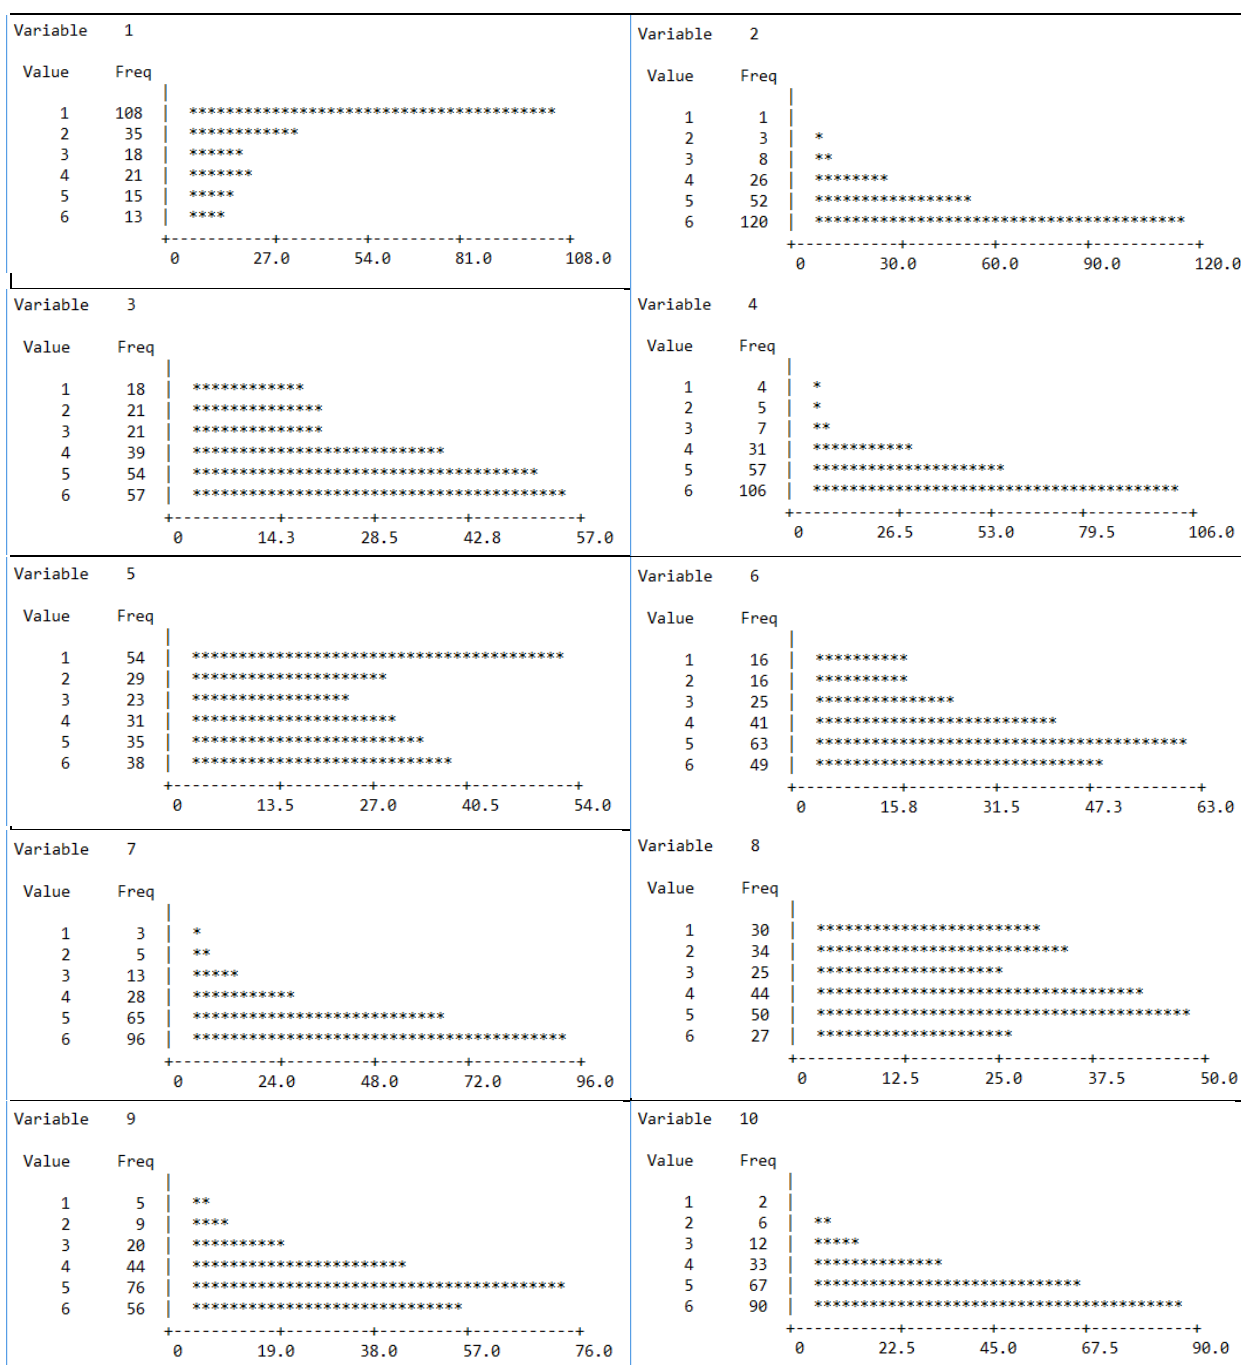 Variable 1
Value Freq
|
1 108 | ****************************************
2 35 | ************
3 18 | ******
4 21 | *******
5 15 | *****
6 13 | ****
+-----------+---------+---------+-----------+
0 27.0 54.0 81.0 108.0
Variable 2
Value Freq
|
1 1 |
2 3 | *
3 8 | **
4 26 | ********
5 52 | *****************
6 120 | ****************************************
+-----------+---------+---------+-----------+
0 30.0 60.0 90.0 120.0
Variable 3
Value Freq
|
1 18 | ************
2 21 | **************
3 21 | **************
4 39 | ***************************
5 54 | *************************************
6 57 | ****************************************
+-----------+---------+---------+-----------+
0 14.3 28.5 42.8 57.0
Variable 4
Value Freq
|
1 4 | *
2 5 | *
3 7 | **
4 31 | ***********
5 57 | *********************
6 106 | ****************************************
+-----------+---------+---------+-----------+
0 26.5 53.0 79.5 106.0
Variable 5
Value Freq
|
1 54 | ****************************************
2 29 | *********************
3 23 | *****************
4 31 | **********************
5 35 | *************************
6 38 | ****************************
+-----------+---------+---------+-----------+
0 13.5 27.0 40.5 54.0
Variable 6
Value Freq
|
1 16 | **********
2 16 | **********
3 25 | ***************
4 41 | **************************
5 63 | ****************************************
6 49 | *******************************
+-----------+---------+---------+-----------+
0 15.8 31.5 47.3 63.0
Variable 7
Value Freq
|
1 3 | *
2 5 | **
3 13 | *****
4 28 | ***********
5 65 | ***************************
6 96 | ****************************************
+-----------+---------+---------+-----------+
0 24.0 48.0 72.0 96.0
Variable 8
Value Freq
|
1 30 | ************************
2 34 | ***************************
3 25 | ********************
4 44 | ***********************************
5 50 | ****************************************
6 27 | *********************
+-----------+---------+---------+-----------+
0 12.5 25.0 37.5 50.0
Variable 9
Value Freq
|
1 5 | **
2 9 | ****
3 20 | **********
4 44 | ***********************
5 76 | ****************************************
6 56 | *****************************
+-----------+---------+---------+-----------+
0 19.0 38.0 57.0 76.0
Variable 10
Value Freq
|
1 2 |
2 6 | **
3 12 | *****
4 33 | **************
5 67 | *****************************
6 90 | ****************************************
+-----------+---------+---------+-----------+
0 22.5 45.0 67.5 90.0